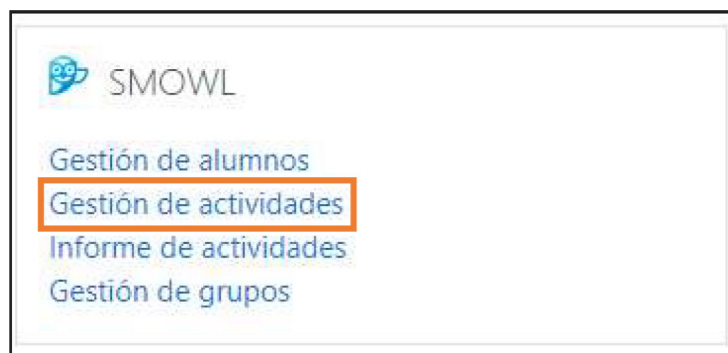 SMOWL
Gestión de alumnos
Gestión de actividades
Informe de actividades
Gestión de grupos